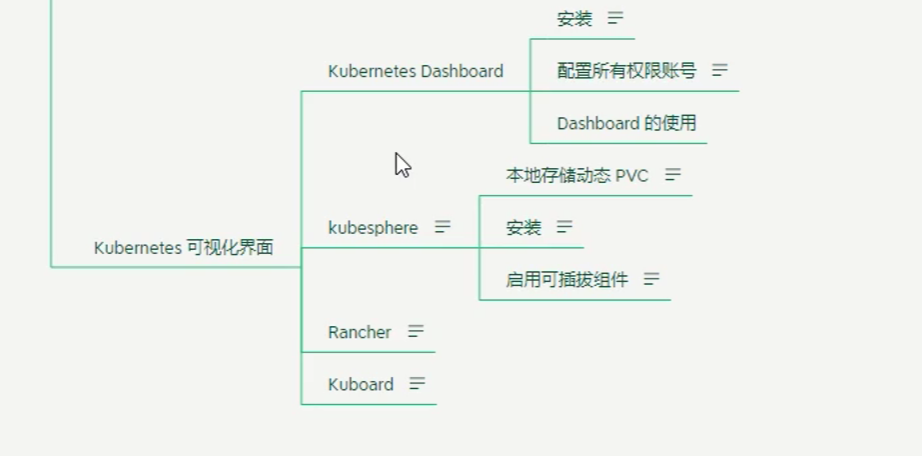 安装
Kubernetes Dashboard
配置所有权限账号
Dashboard 的使用
本地存储动态 PVC
kubesphere
安装
Kubernetes 可视化界面
启用可插拔组件
Rancher
Kuboard